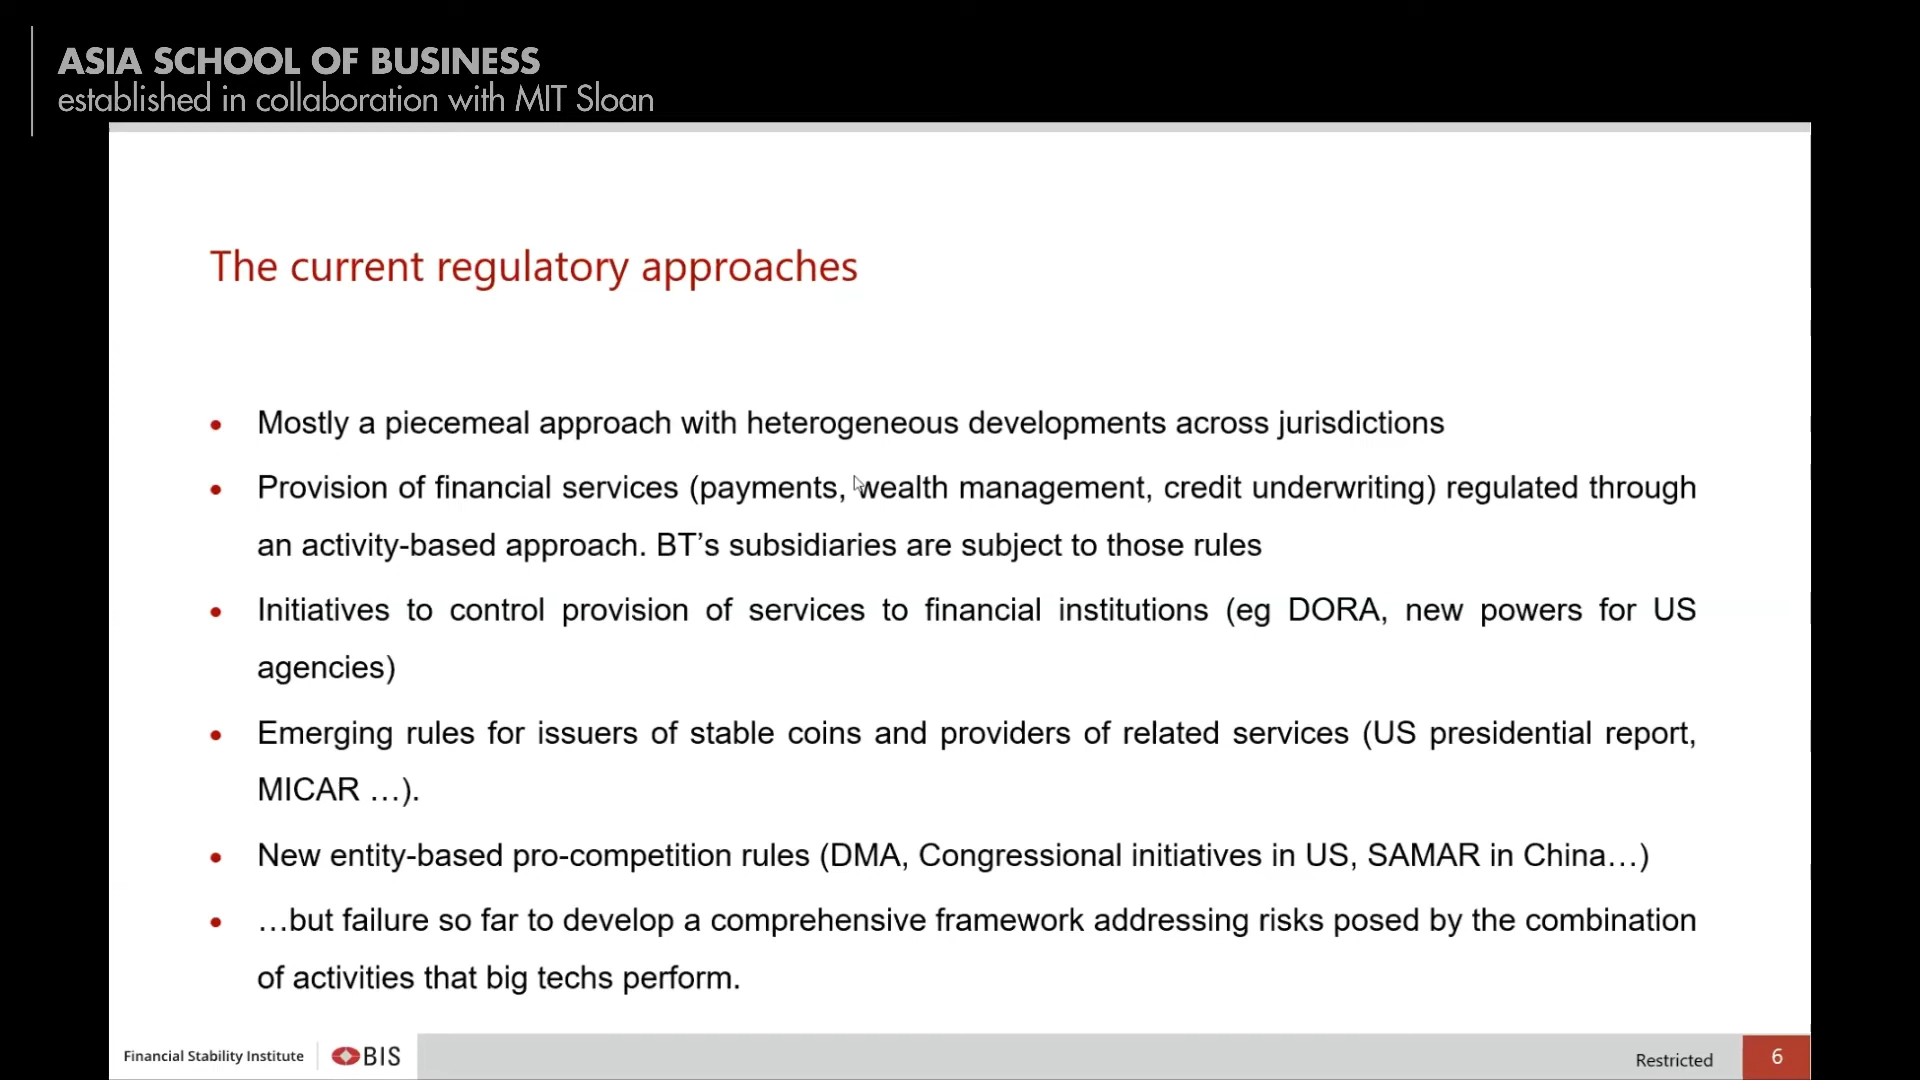 ASIA SCHOOL OF BUSINESS
established in collaboration with MIT Sloan
The current regulatory approaches
• Mostly a piecemeal approach with heterogeneous developments across jurisdictions
• Provision of financial services (payments, wealth management, credit underwriting) regulated through
an activity-based approach. BT’s subsidiaries are subject to those rules
• Initiatives to control provision of services to financial institutions (eg DORA, new powers for US
agencies)
• Emerging rules for issuers of stable coins and providers of related services (US presidential report,
MICAR …).
• New entity-based pro-competition rules (DMA, Congressional initiatives in US, SAMAR in China…)
• …but failure so far to develop a comprehensive framework addressing risks posed by the combination
of activities that big techs perform.
Financial Stability Institute
BIS
Restricted
6